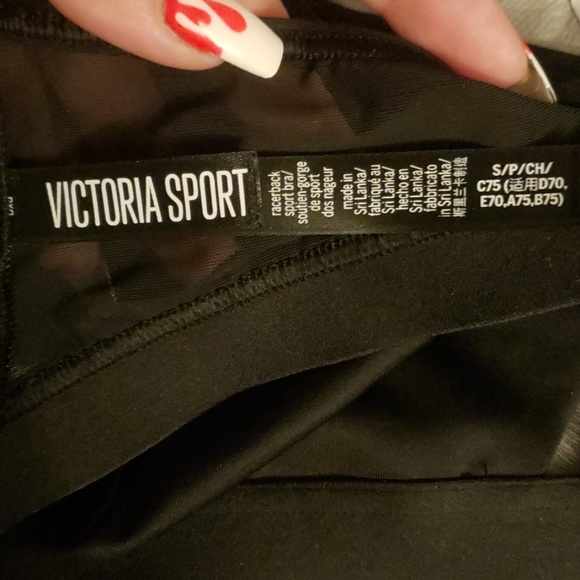 VICTORIA SPORT
racerback
sport bra/
soutien-gorge
de sport
dos nageur
made in
Sri Lanka/
fabriqué au
Sri Lanka/
hecho en
Sri Lanka/
fabricato
in Sri Lanka/
斯里兰卡制造
S/P/CH/
C75 (适用D70,
E70,A75,B75)